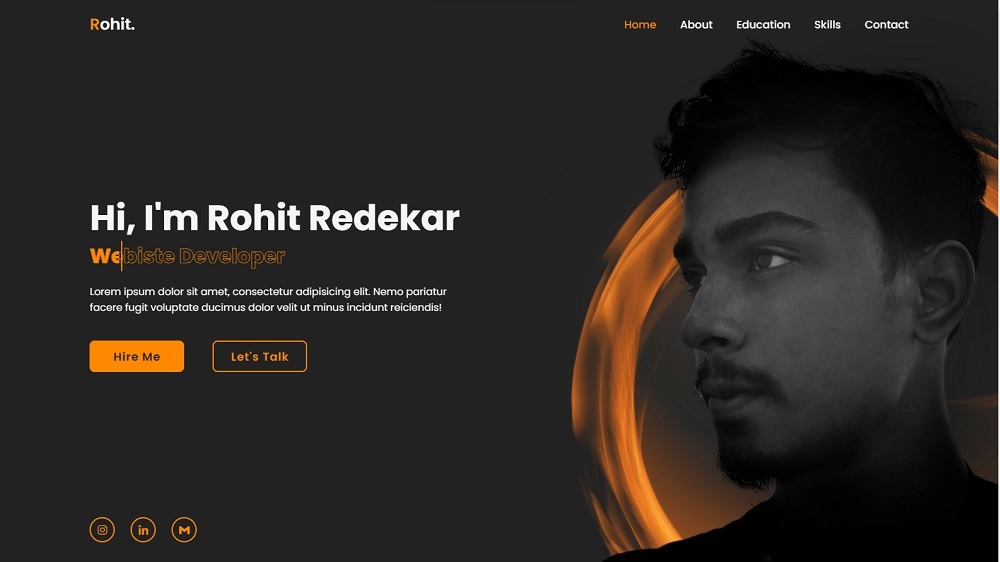 Rohit.
Home About Education Skills Contact
Hi, I'm Rohit Redekar
Webiste Developer
Lorem ipsum dolor sit amet, consectetur adipisicing elit. Nemo pariatur
facere fugit voluptate ducimus dolor velit ut minus incidunt reiciendis!
Hire Me
Let's Talk